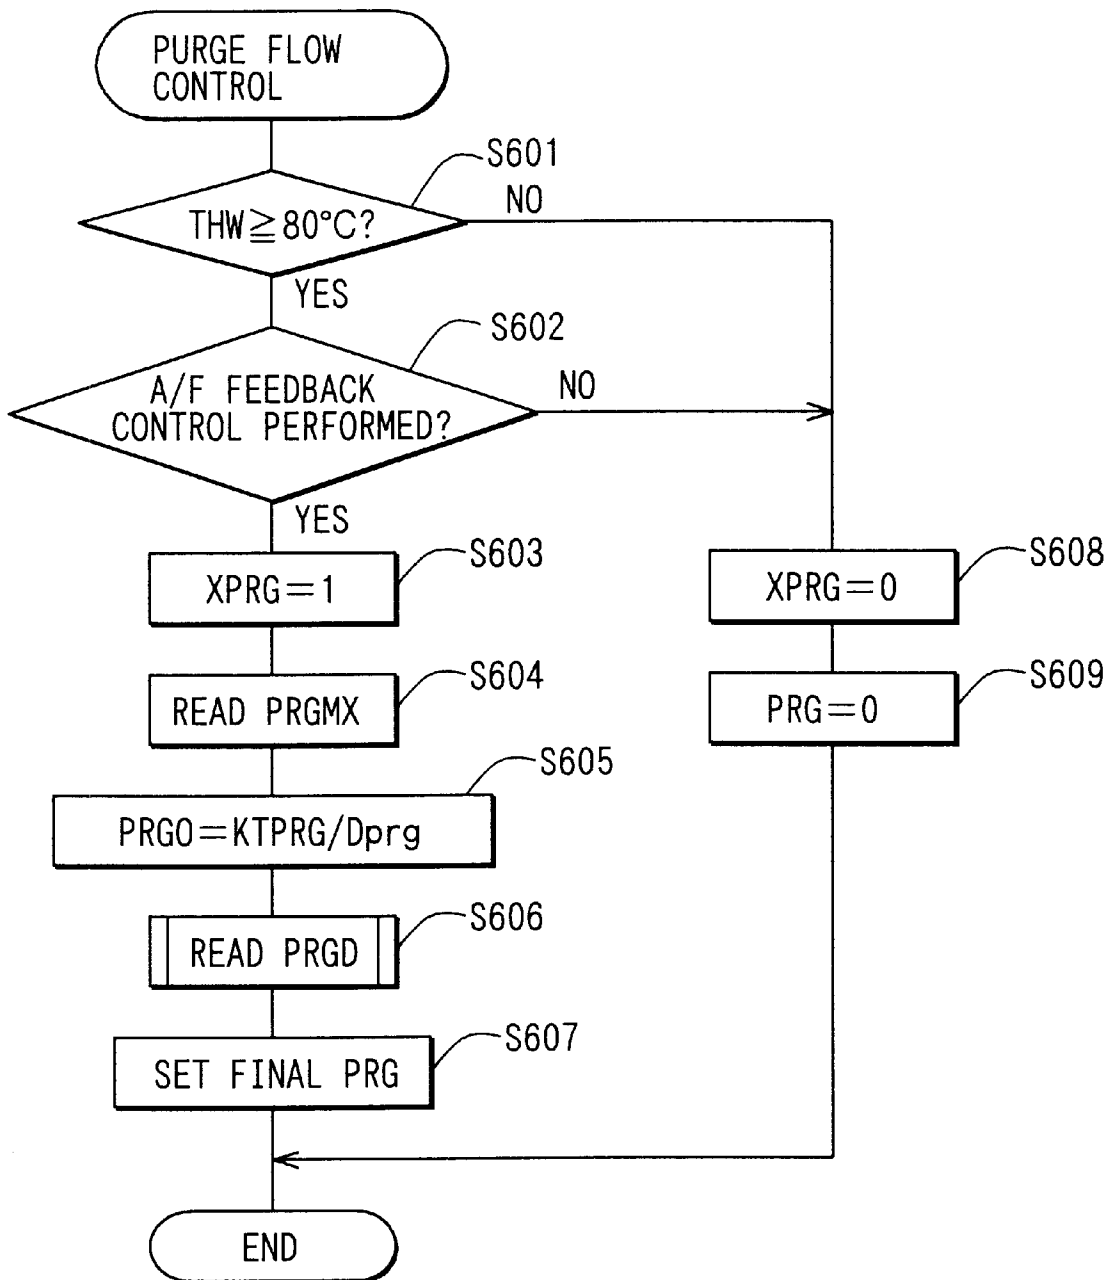 PURGE FLOW
CONTROL
S601
THW≧80°C?
NO
YES
S602
A/F FEEDBACK
CONTROL PERFORMED?
NO
YES
S603
XPRG=1
S608
XPRG=0
S604
READ PRGMX
S609
PRG=0
S605
PRGO=KTPRG/Dprg
S606
READ PRGD
S607
SET FINAL PRG
END